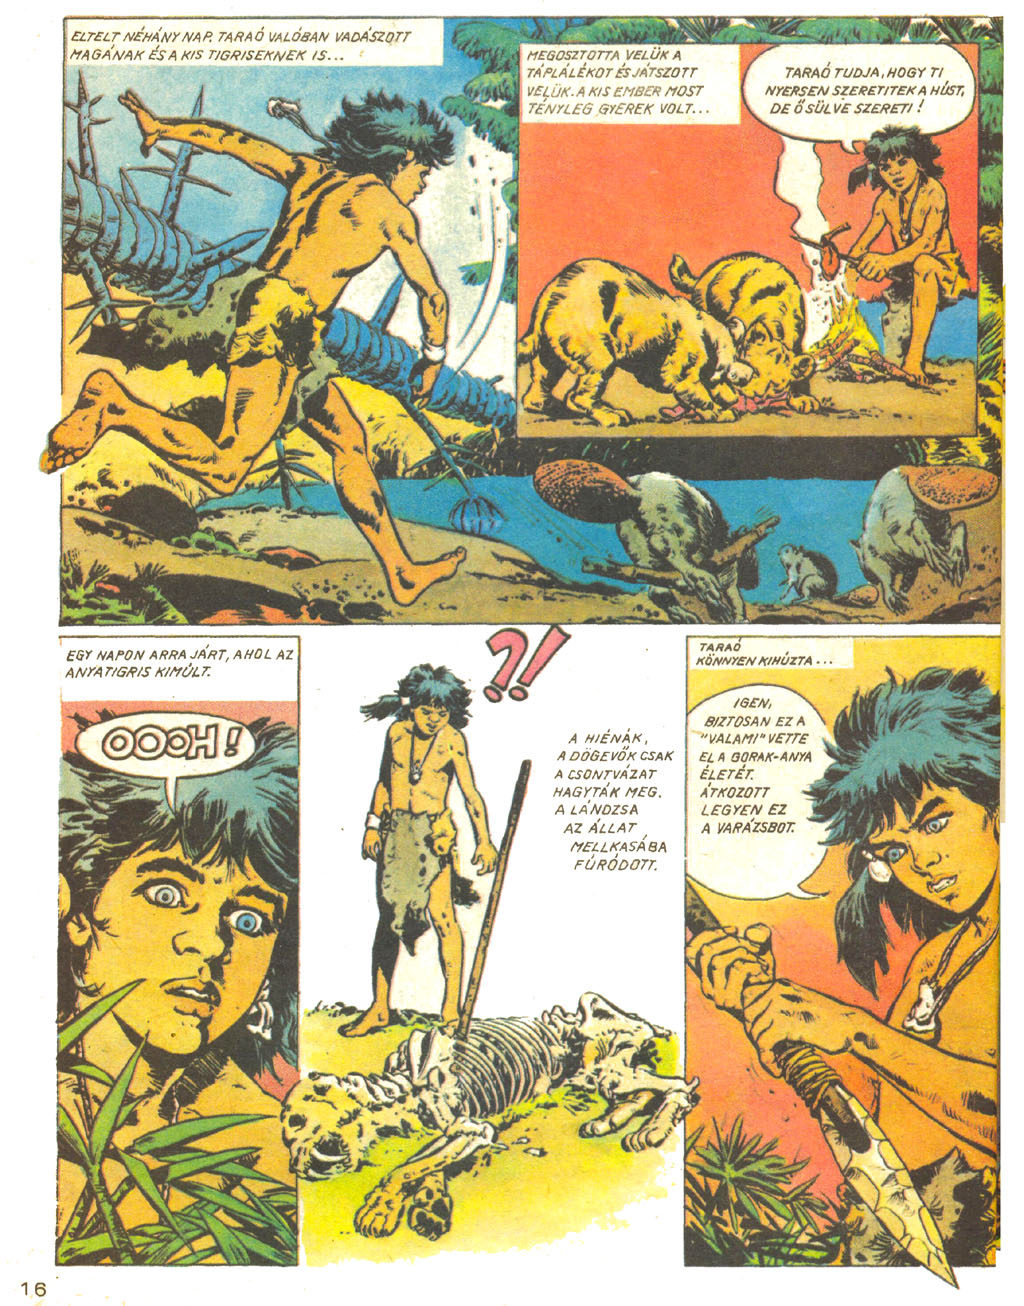 ELTELT NÉHÁNY NAP. TARAÓ VALÓBAN VADÁSZOTT
MAGÁNAK ÉS A KIS TIGRISEKNEK IS...
MEGOSZTOTTA VELÜK A
TÁPLÁLÉKOT ÉS JÁTSZOTT
VELÜK. A KIS EMBER MOST
TÉNYLEG GYEREK VOLT...
TARAÓ TUDJA, HOGY TI
NYERSEN SZERETITEK A HÚST,
DE Ő SÜLVE SZERETI!
EGY NAPON ARRA JÁRT, AHOL AZ
ANYATIGRIS KIMÚLT.
OOOH!
?!
A HIÉNÁK,
A DÖGEVŐK CSAK
A CSONTVÁZAT
HAGYTÁK MEG.
A LÁNDZSA
AZ ÁLLAT
MELLKASÁBA
FÚRÓDOTT.
TARAÓ
KÖNNYEN KIHÚZTA...
IGEN,
BIZTOSAN EZ A
"VALAMI" VETTE
EL A GORAK-ANYA
ÉLETÉT.
ÁTKOZOTT
LEGYEN EZ
A VARÁZSBOT.
16